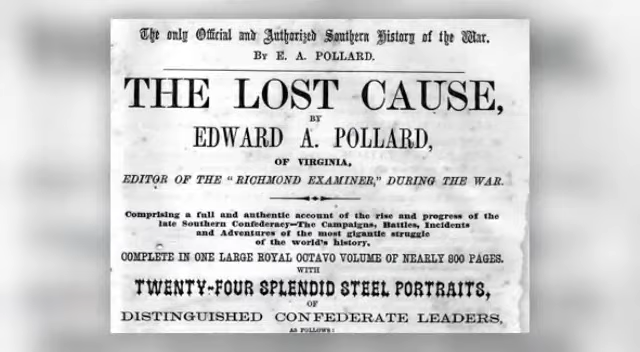 The only Official and Authorized Southern History of the War.
BY E. A. POLLARD.
THE LOST CAUSE,
BY
EDWARD A. POLLARD,
OF VIRGINIA,
EDITOR OF THE "RICHMOND EXAMINER," DURING THE WAR.
Comprising a full and authentic account of the rise and progress of the
late Southern Confederacy—The Campaigns, Battles, Incidents
and Adventures of the most gigantic struggle
of the world's history.
COMPLETE IN ONE LARGE ROYAL OCTAVO VOLUME OF NEARLY 800 PAGES.
WITH
TWENTY-FOUR SPLENDID STEEL PORTRAITS,
OF
DISTINGUISHED CONFEDERATE LEADERS,
AS FOLLOWS: